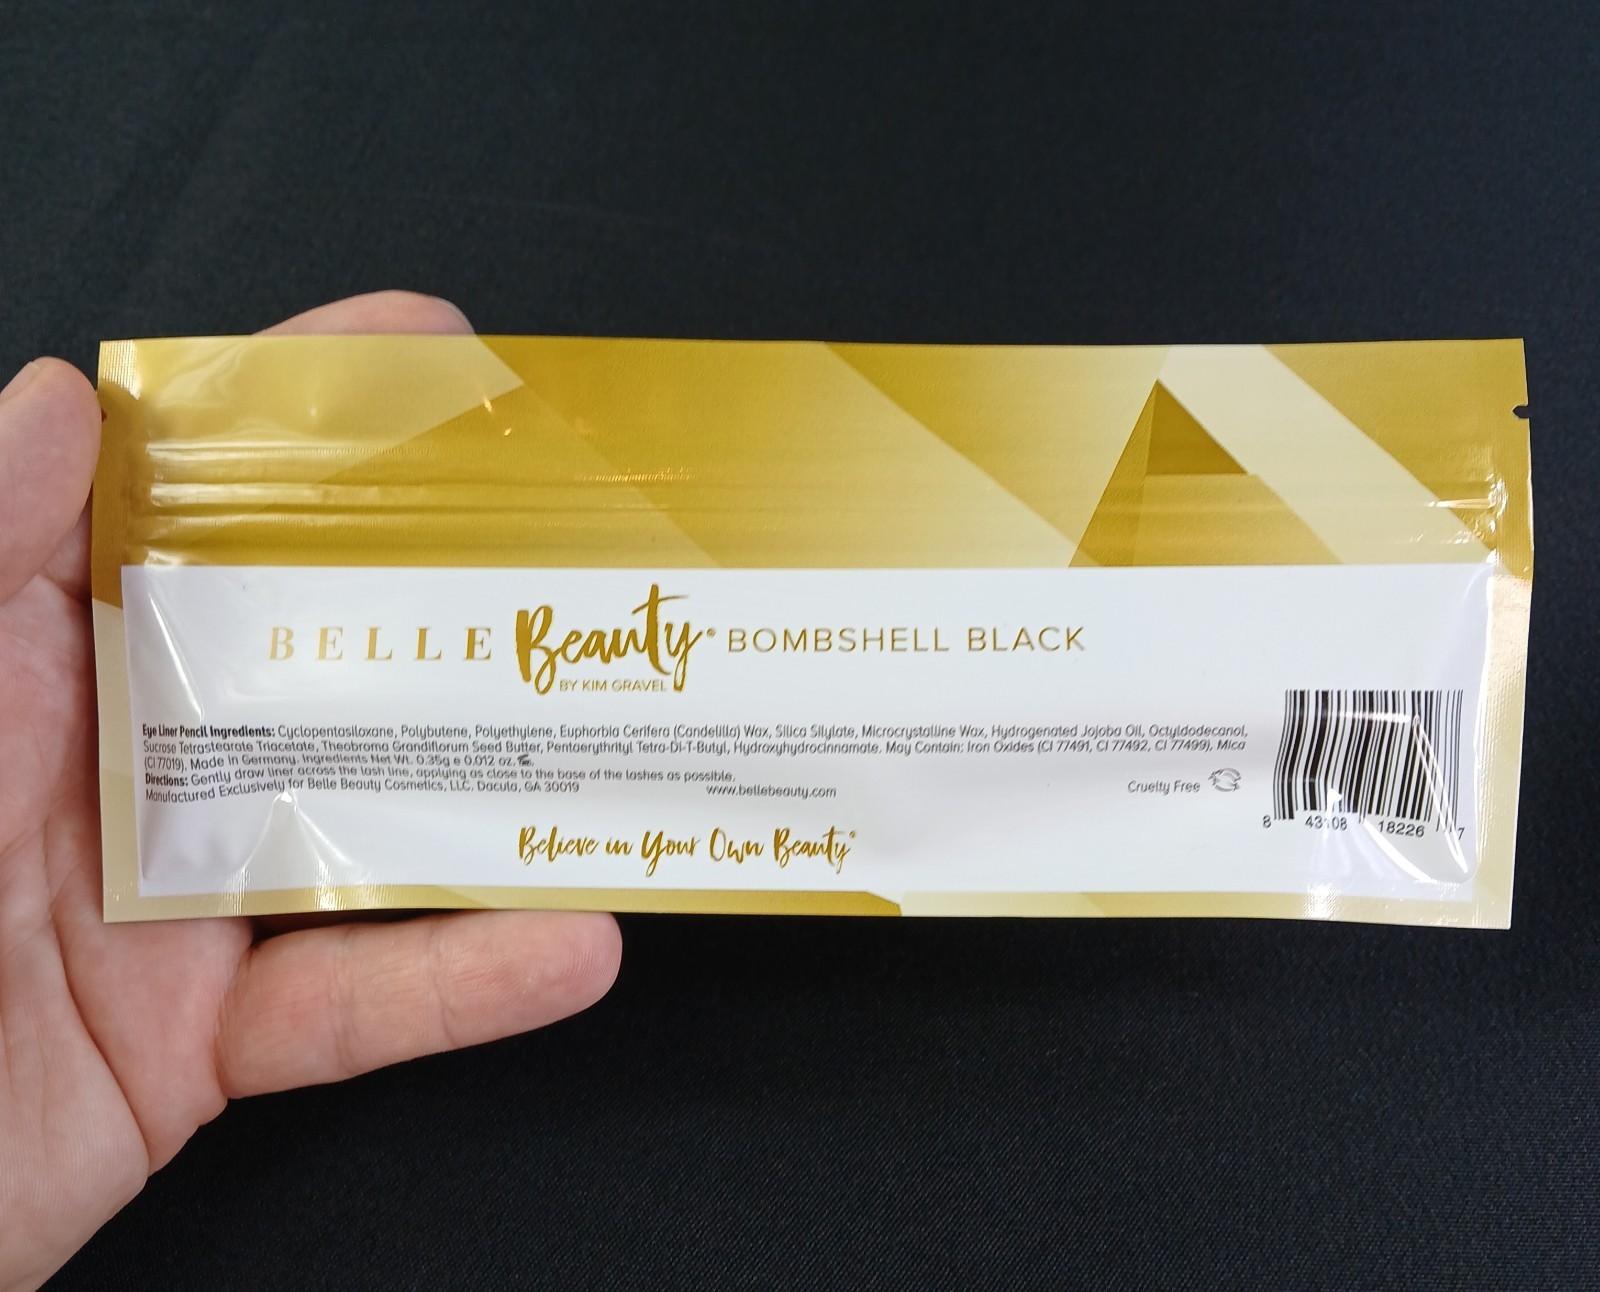 BELLE Beauty® BOMBSHELL BLACK
BY KIM GRAVEL
Eye Liner Pencil Ingredients: Cyclopentasiloxane, Polybutene, Polyethylene, Euphorbia Cerifera (Candelilla) Wax, Silica Silylate, Microcrystalline Wax, Hydrogenated Jojoba Oil, Octyldodecanol,
Sucrose Tetrastearate Triacetate, Theobroma Grandiflorum Seed Butter, Pentaerythrityl Tetra-Di-T-Butyl, Hydroxyhydrocinnamate. May Contain: Iron Oxides (CI 77491, CI 77492, CI 77499), Mica
(CI 77019), Made in Germany. Ingredients Net Wt. 0.35g e 0.012 oz.
Directions: Gently draw liner across the lash line, applying as close to the base of the lashes as possible.
Manufactured Exclusively for Belle Beauty Cosmetics, LLC, Dacula, GA 30019
www.bellebeauty.com
Cruelty Free
8 43108 18226 7
Believe in Your Own Beauty®